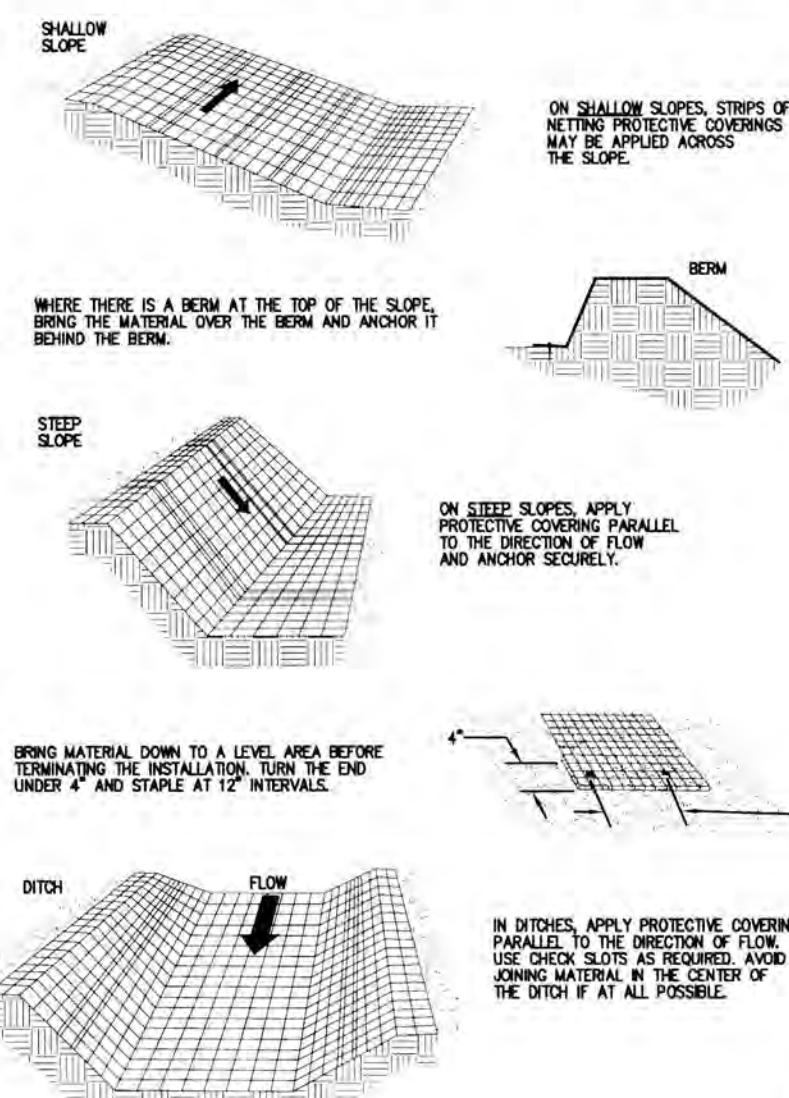 SHALLOW
SLOPE
ON SHALLOW SLOPES, STRIPS OF
NETTING PROTECTIVE COVERINGS
MAY BE APPLIED ACROSS
THE SLOPE.
BERM
WHERE THERE IS A BERM AT THE TOP OF THE SLOPE,
BRING THE MATERIAL OVER THE BERM AND ANCHOR IT
BEHIND THE BERM.
STEEP
SLOPE
ON STEEP SLOPES, APPLY
PROTECTIVE COVERING PARALLEL
TO THE DIRECTION OF FLOW
AND ANCHOR SECURELY.
BRING MATERIAL DOWN TO A LEVEL AREA BEFORE
TERMINATING THE INSTALLATION. TURN THE END
UNDER 4" AND STAPLE AT 12" INTERVALS.
4"
DITCH
FLOW
IN DITCHES, APPLY PROTECTIVE COVERIN
PARALLEL TO THE DIRECTION OF FLOW.
USE CHECK SLOTS AS REQUIRED. AVOID
JOINING MATERIAL IN THE CENTER OF
THE DITCH IF AT ALL POSSIBLE.